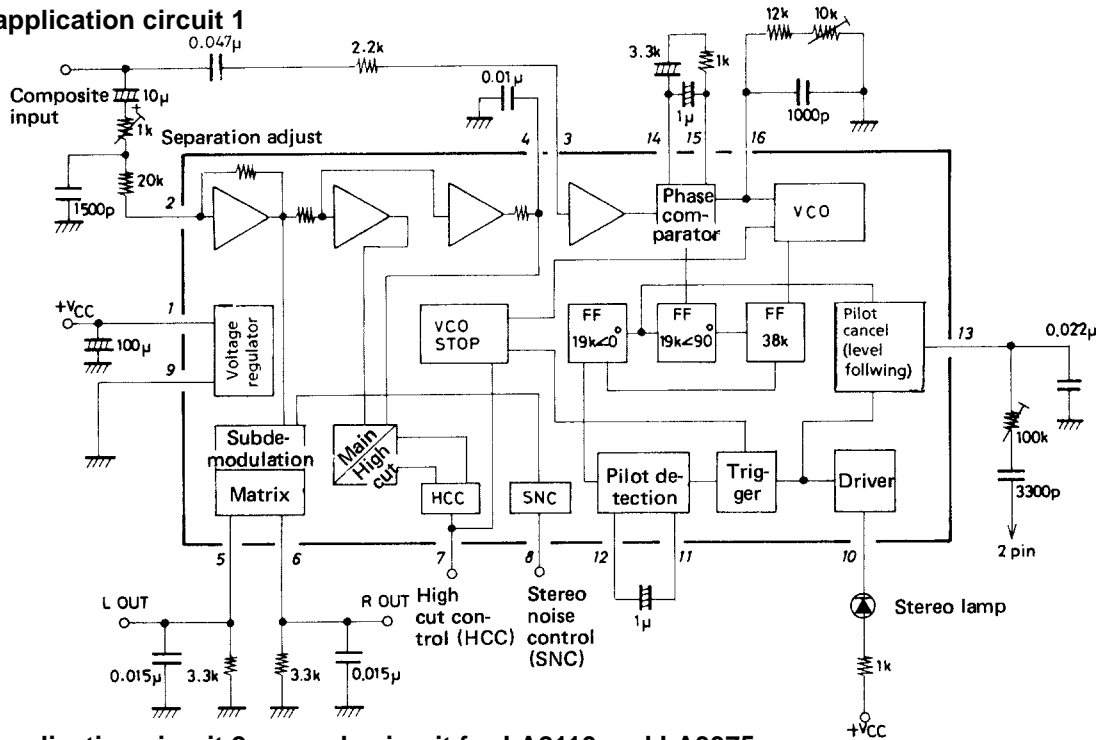 application circuit 1
0.047μ
2.2k
12k
10k
3.3k
1k
0.01μ
1μ
1000p
Composite
input
10μ
1k
Separation adjust
4
3
14
15
16
20k
1500p
2
Phase
com-
parator
VCO
+VCC
1
100μ
9
Voltage
regulator
VCO
STOP
FF
19k∠0°
FF
19k∠90°
FF
38k
Pilot
cancel
(level
follwing)
13
0.022μ
100k
3300p
2 pin
Subde-
modulation
Matrix
Main
High
cut
HCC
SNC
Pilot de-
tection
Trig-
ger
Driver
5
6
7
8
12
11
10
L OUT
R OUT
High
cut con-
trol (HCC)
Stereo
noise
control
(SNC)
1μ
Stereo lamp
0.015μ
3.3k
3.3k
0.015μ
1k
+VCC